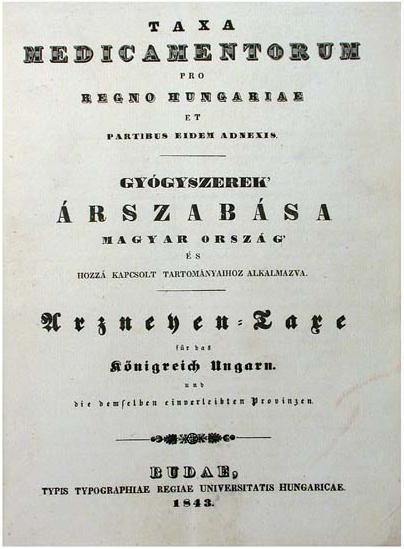 TAXA
MEDICAMENTORUM
PRO
REGNO HUNGARIAE
ET
PARTIBUS EIDEM ADNEXIS.
GYÓGYSZEREK’
ÁRSZABÁSA
MAGYAR ORSZÁG’
ÉS
HOZZÁ KAPCSOLT TARTOMÁNYAIHOZ ALKALMAZVA.
Arzneyen-Taxe
für das
Königreich Ungarn.
und
die demselben einverleibten Provinzen.
BUDAE,
TYPIS TYPOGRAPHIAE REGIAE UNIVERSITATIS HUNGARICAE.
1843.